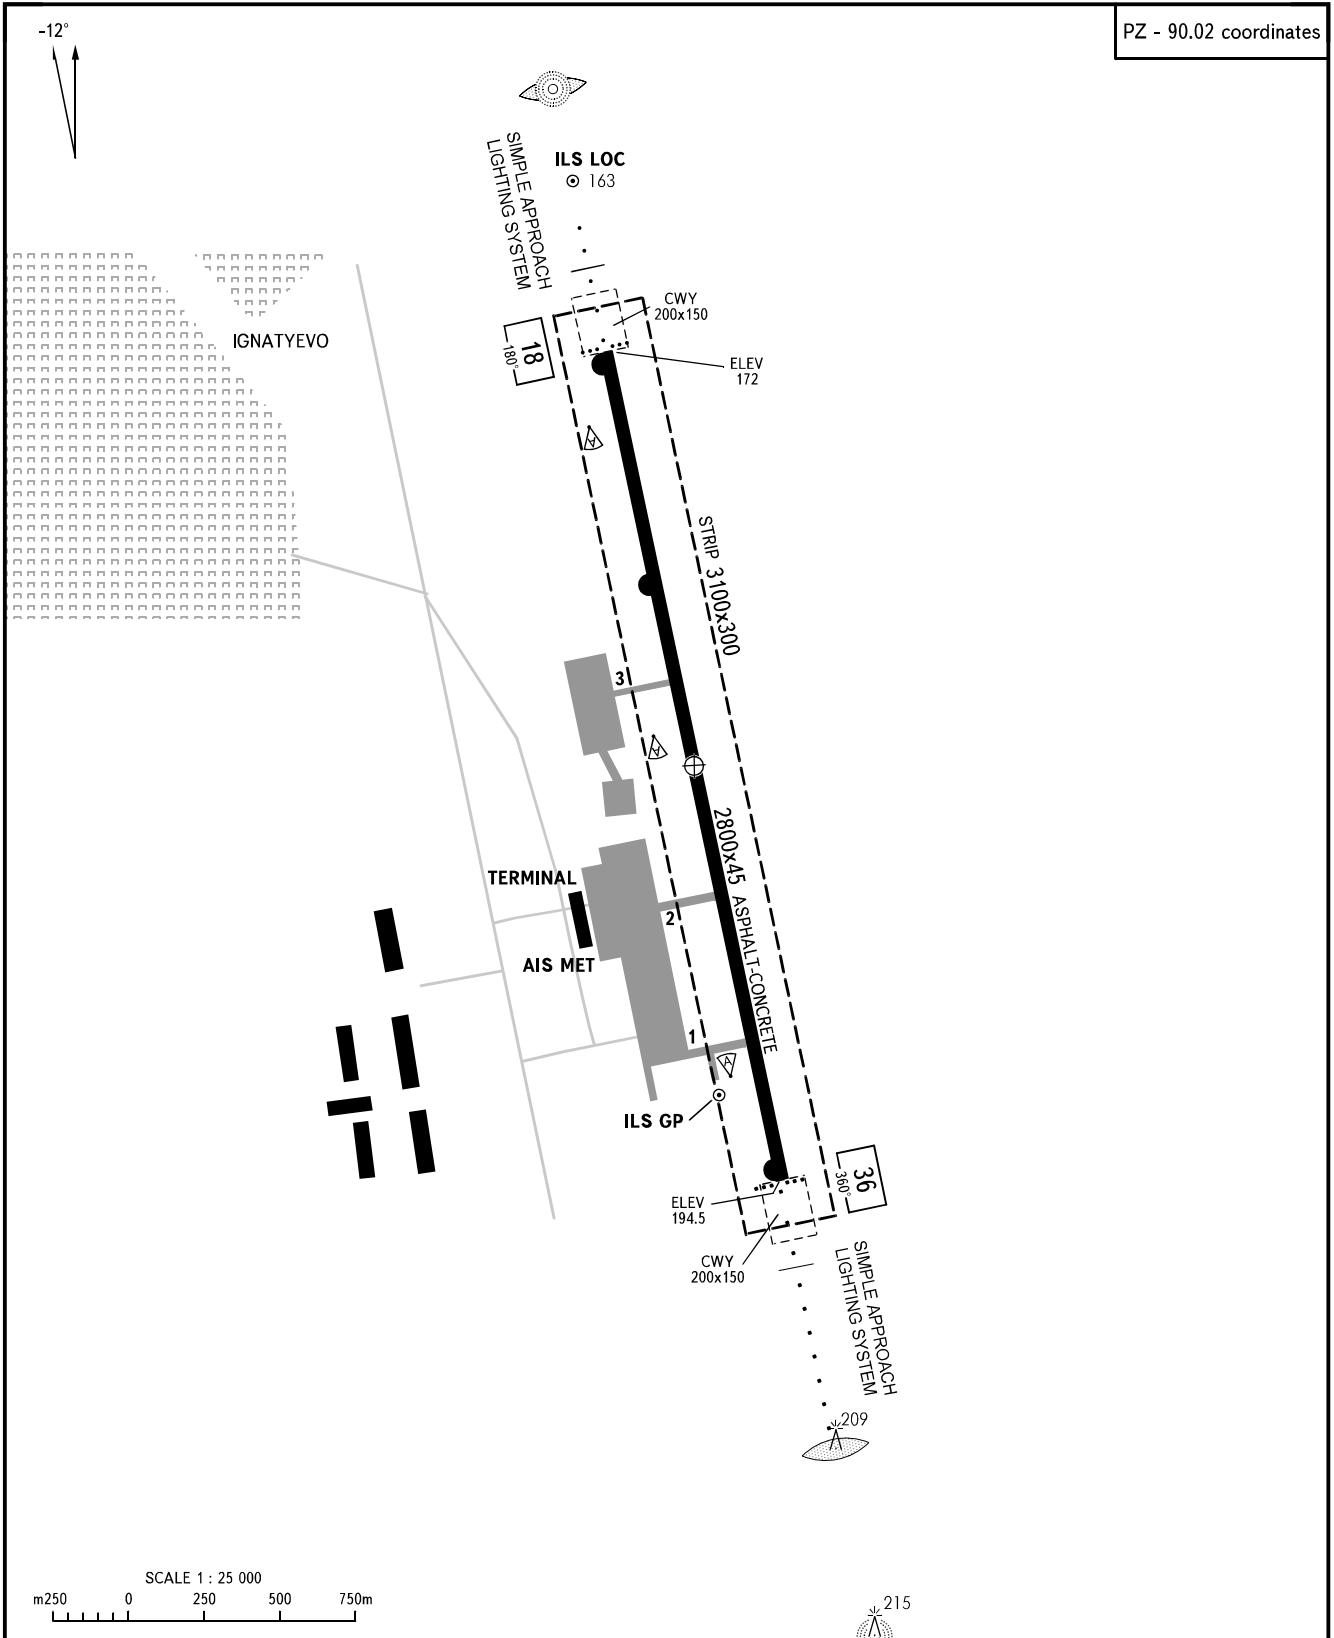 -12°
PZ - 90.02 coordinates
SIMPLE APPROACH
LIGHTING SYSTEM
ILS LOC
163
CWY
200x150
IGNATYEVO
18
180°
ELEV
172
STRIP 3100x300
3
2800x45 ASPHALT-CONCRETE
TERMINAL
2
AIS MET
1
ILS GP
36
360°
ELEV
194.5
CWY
200x150
SIMPLE APPROACH
LIGHTING SYSTEM
209
SCALE 1 : 25 000
m250 0 250 500 750m
215